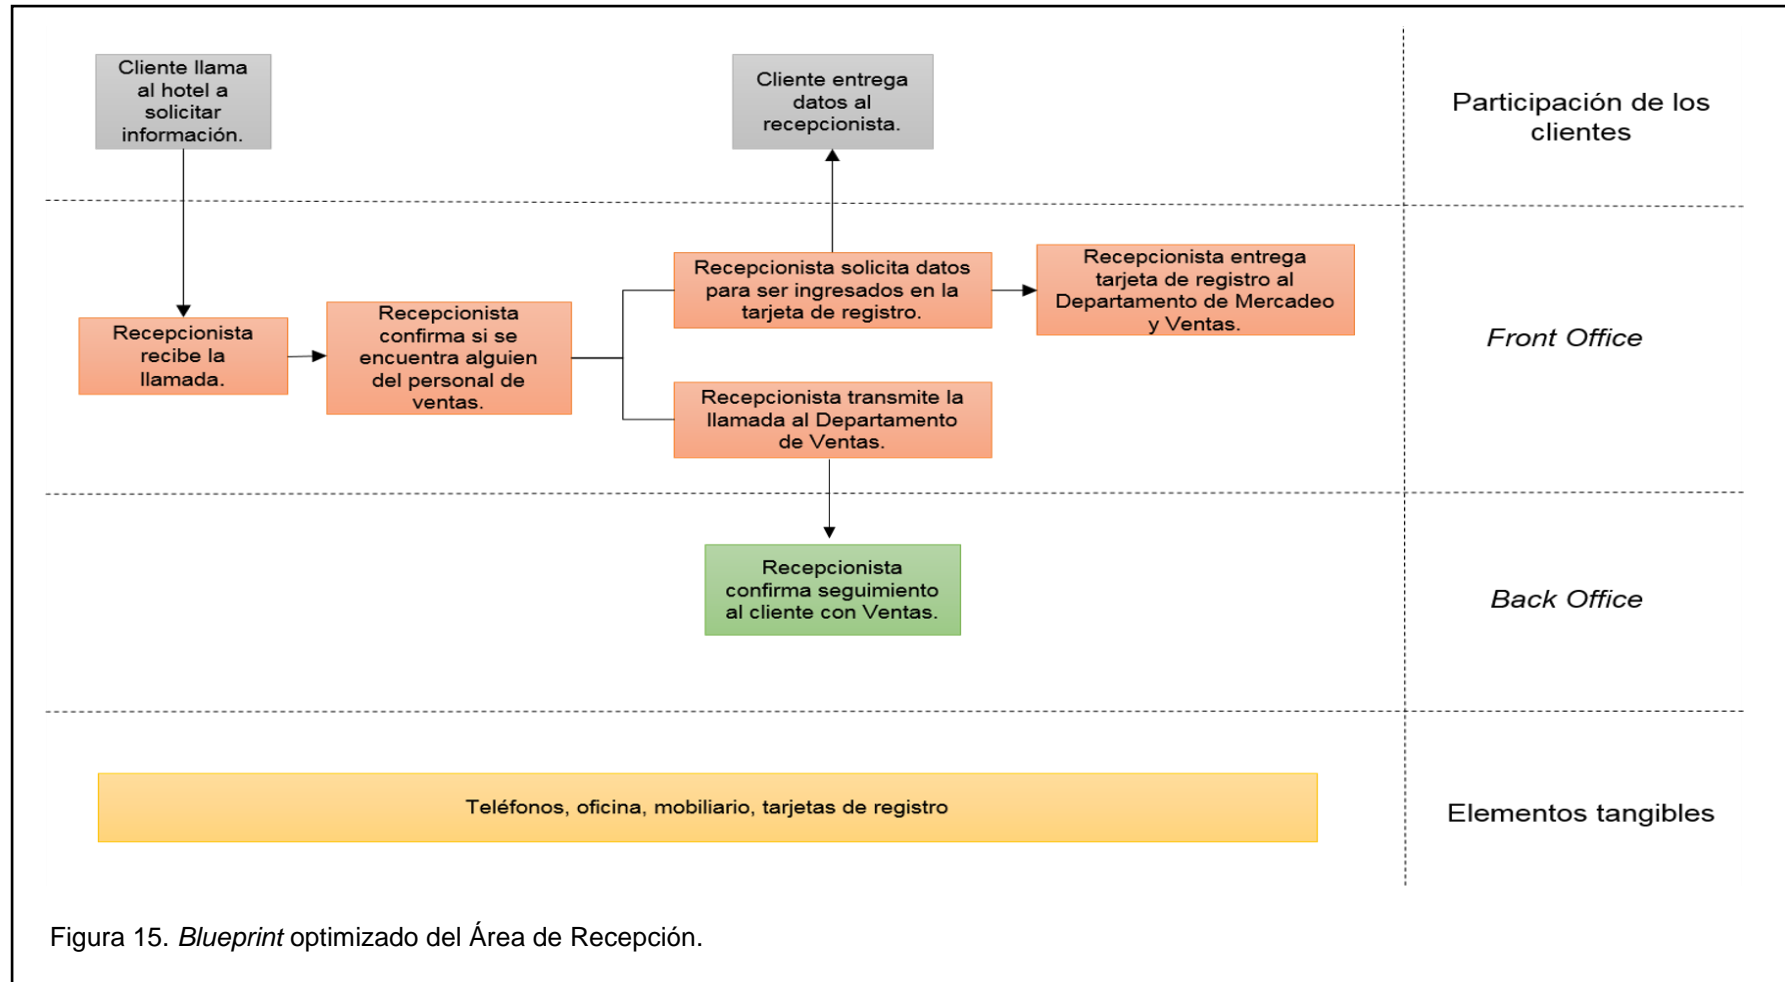 Cliente llama
al hotel a
solicitar
información.
Cliente entrega
datos al
recepcionista.
Participación de los
clientes
Recepcionista
recibe la
llamada.
Recepcionista
confirma si se
encuentra alguien
del personal de
ventas.
Recepcionista solicita datos
para ser ingresados en la
tarjeta de registro.
Recepcionista entrega
tarjeta de registro al
Departamento de Mercadeo
y Ventas.
Recepcionista transmite la
llamada al Departamento
de Ventas.
Front Office
Recepcionista
confirma seguimiento
al cliente con Ventas.
Back Office
Teléfonos, oficina, mobiliario, tarjetas de registro
Elementos tangibles
Figura 15. Blueprint optimizado del Área de Recepción.